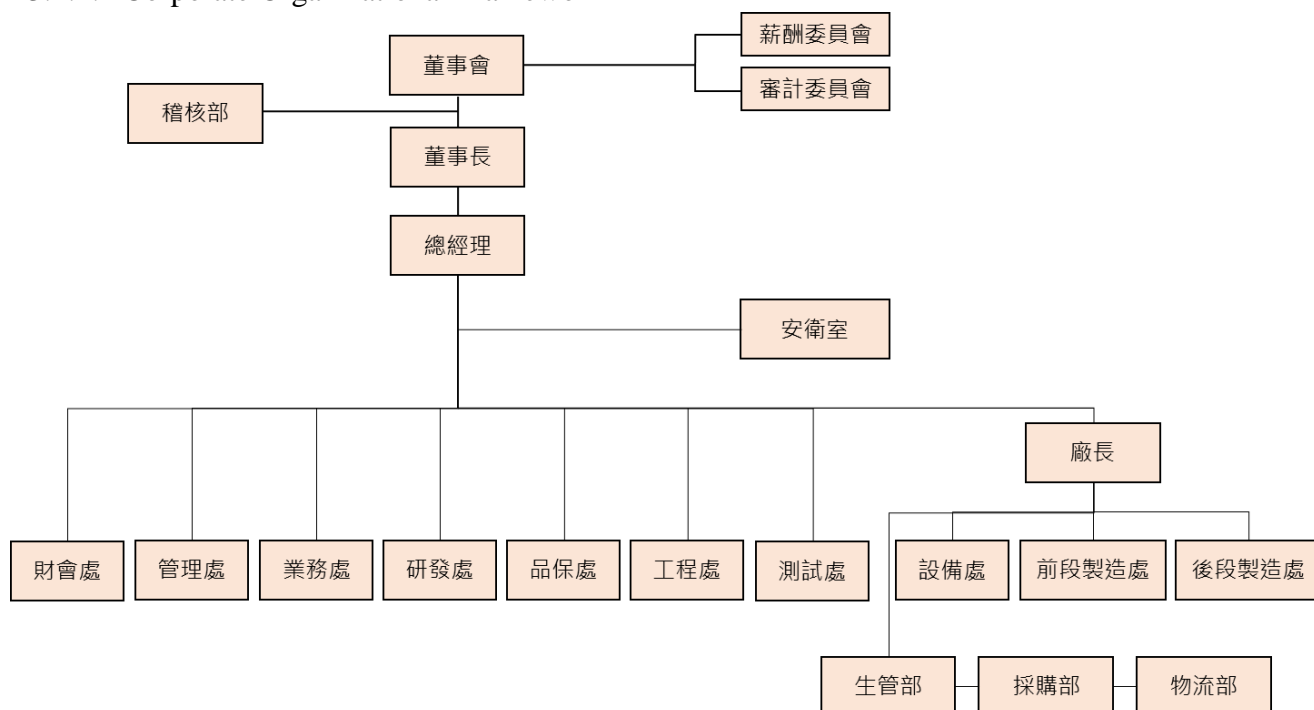 薪酬委員會
董事會
審計委員會
稽核部
董事長
總經理
安衛室
廠長
財會處
管理處
業務處
研發處
品保處
工程處
測試處
設備處
前段製造處
後段製造處
生管部
採購部
物流部